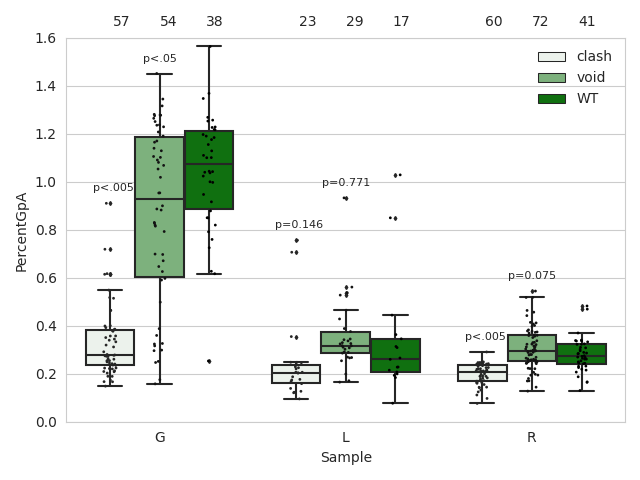 57 54 38 23 29 17 60 72 41
1.6
1.4
1.2
1.0
0.8
0.6
0.4
0.2
0.0
PercentGpA
p<.005
p<.05
p=0.146
p=0.771
p<.005
p=0.075
clash
void
WT
G L R
Sample